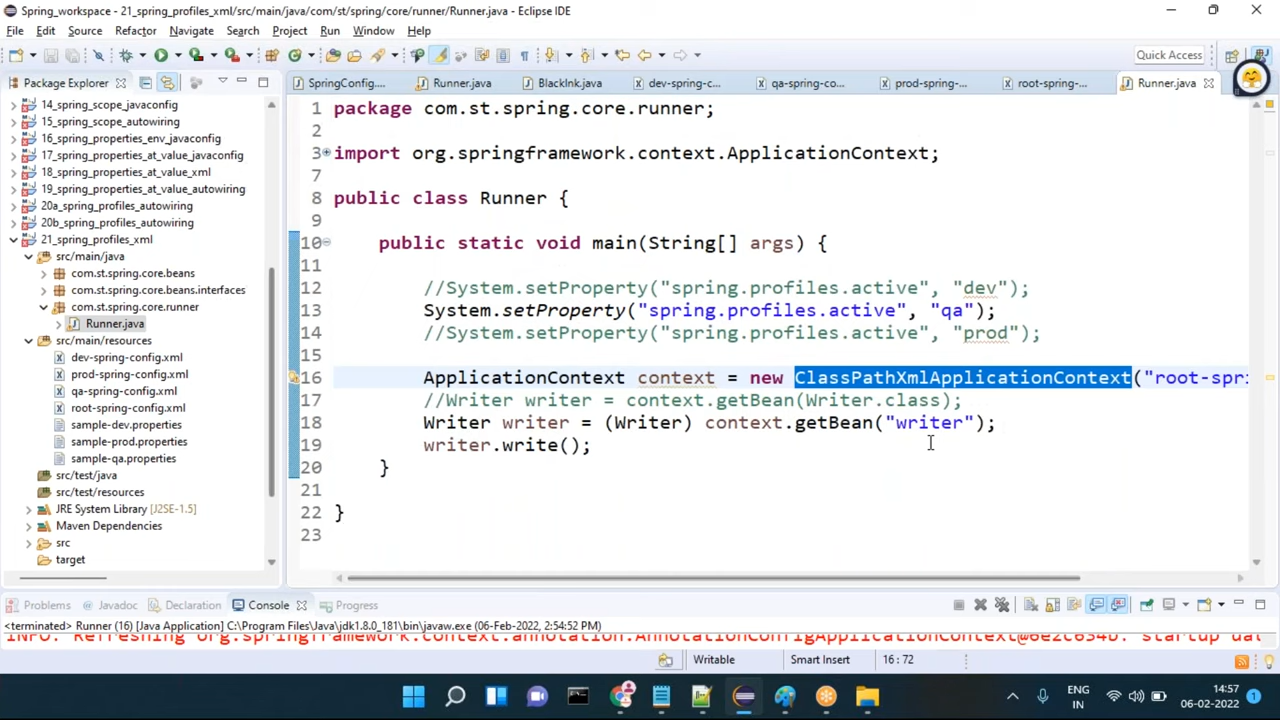 Spring_workspace - 21_spring_profiles_xml/src/main/java/com/st/spring/core/runner/Runner.java - Eclipse IDE
File Edit Source Refactor Navigate Search Project Run Window Help
Quick Access
Package Explorer
SpringConfig.... Runner.java BlackInk.java dev-spring-c... qa-spring-co... prod-spring-... root-spring-... Runner.java
14_spring_scope_javaconfig
15_spring_scope_autowiring
16_spring_properties_env_javaconfig
17_spring_properties_at_value_javaconfig
18_spring_properties_at_value_xml
19_spring_properties_at_value_autowiring
20a_spring_profiles_autowiring
20b_spring_profiles_autowiring
21_spring_profiles_xml
src/main/java
com.st.spring.core.beans
com.st.spring.core.beans.interfaces
com.st.spring.core.runner
Runner.java
src/main/resources
dev-spring-config.xml
prod-spring-config.xml
qa-spring-config.xml
root-spring-config.xml
sample-dev.properties
sample-prod.properties
sample-qa.properties
src/test/java
src/test/resources
JRE System Library [J2SE-1.5]
Maven Dependencies
src
target
1 package com.st.spring.core.runner;
2
3 import org.springframework.context.ApplicationContext;
7
8 public class Runner {
9
10 public static void main(String[] args) {
11
12 //System.setProperty("spring.profiles.active", "dev");
13 System.setProperty("spring.profiles.active", "qa");
14 //System.setProperty("spring.profiles.active", "prod");
15
16 ApplicationContext context = new ClassPathXmlApplicationContext("root-spri
17 //Writer writer = context.getBean(Writer.class);
18 Writer writer = (Writer) context.getBean("writer");
19 writer.write();
20 }
21
22 }
23
Problems Javadoc Declaration Console Progress
<terminated> Runner (16) [Java Application] C:\Program Files\Java\jdk1.8.0_181\bin\javaw.exe (06-Feb-2022, 2:54:52 PM)
INFO: Refreshing org.springframework.context.annotation.AnnotationConfigApplicationContext@6e2c634b: startup dat
Writable Smart Insert 16 : 72
ENG
IN
14:57
06-02-2022